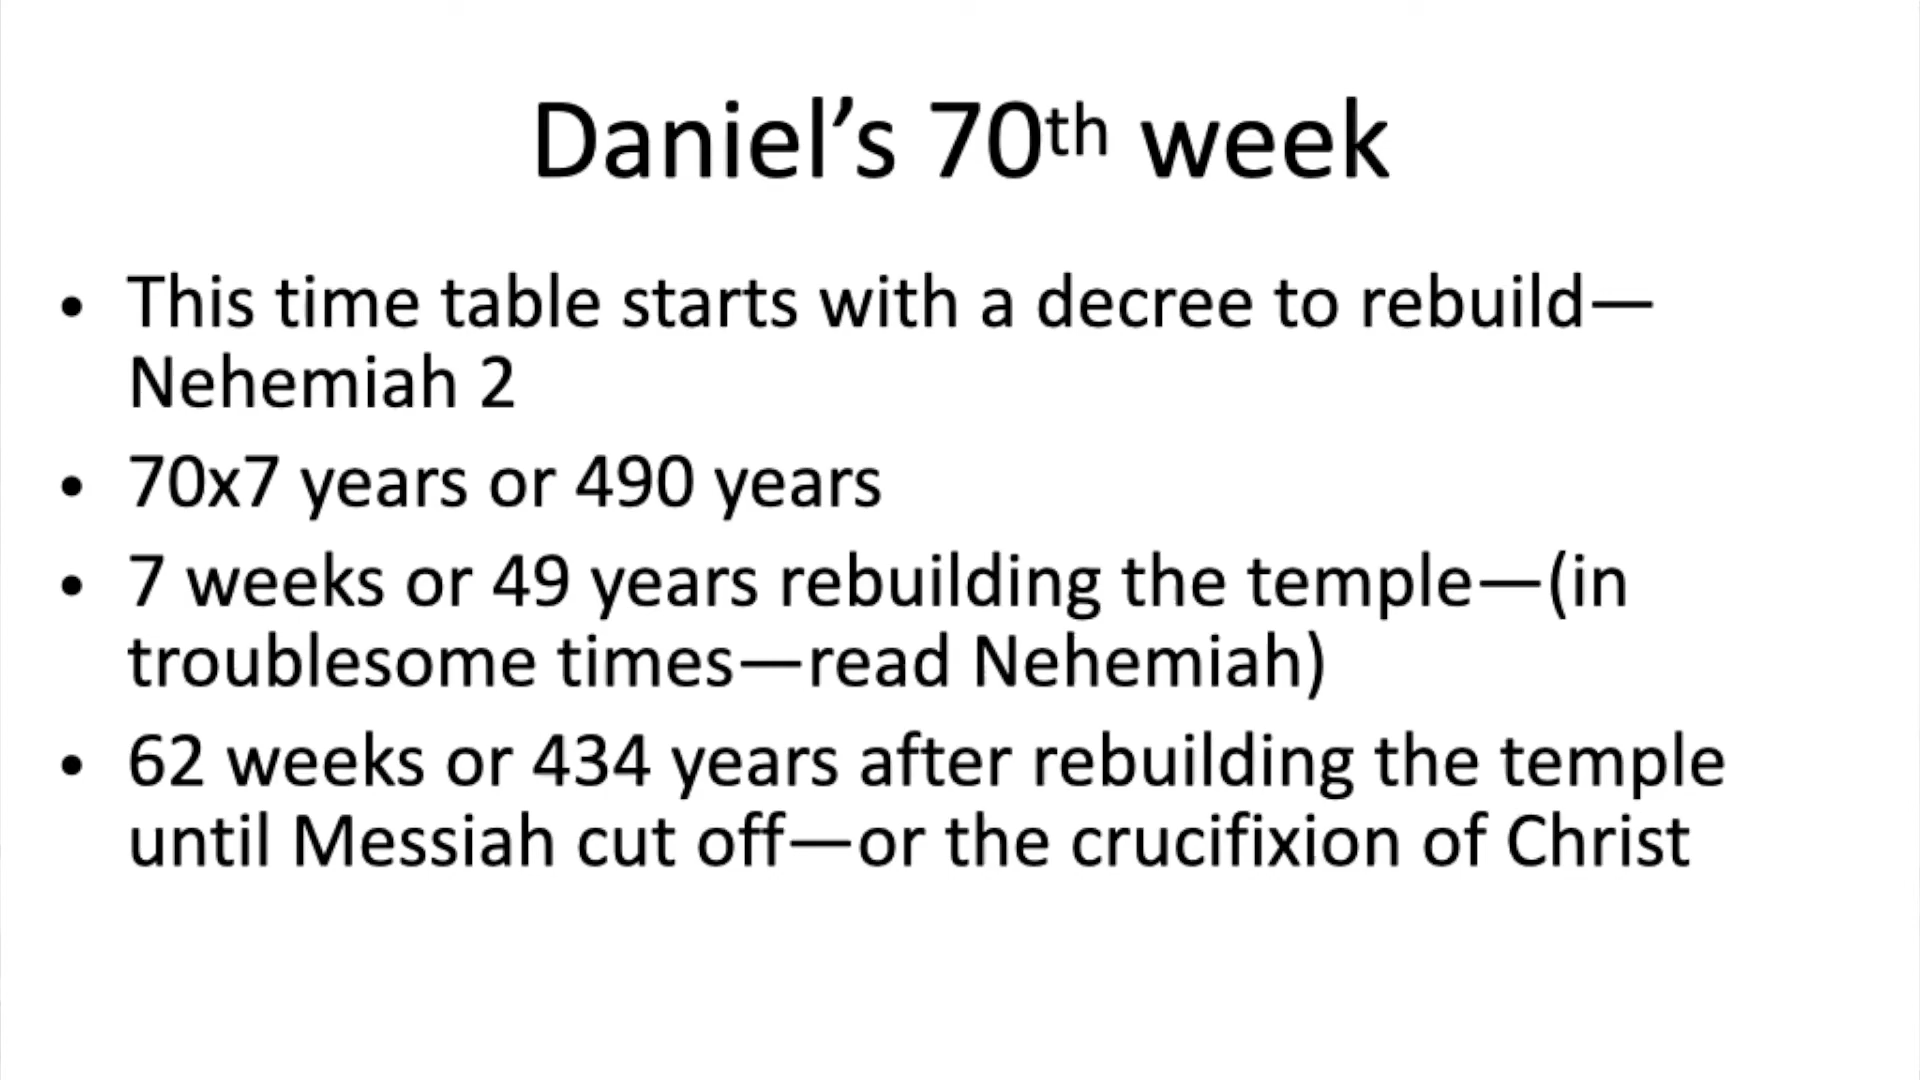 Daniel’s 70th week
• This time table starts with a decree to rebuild—
Nehemiah 2
• 70x7 years or 490 years
• 7 weeks or 49 years rebuilding the temple—(in
troublesome times—read Nehemiah)
• 62 weeks or 434 years after rebuilding the temple
until Messiah cut off—or the crucifixion of Christ